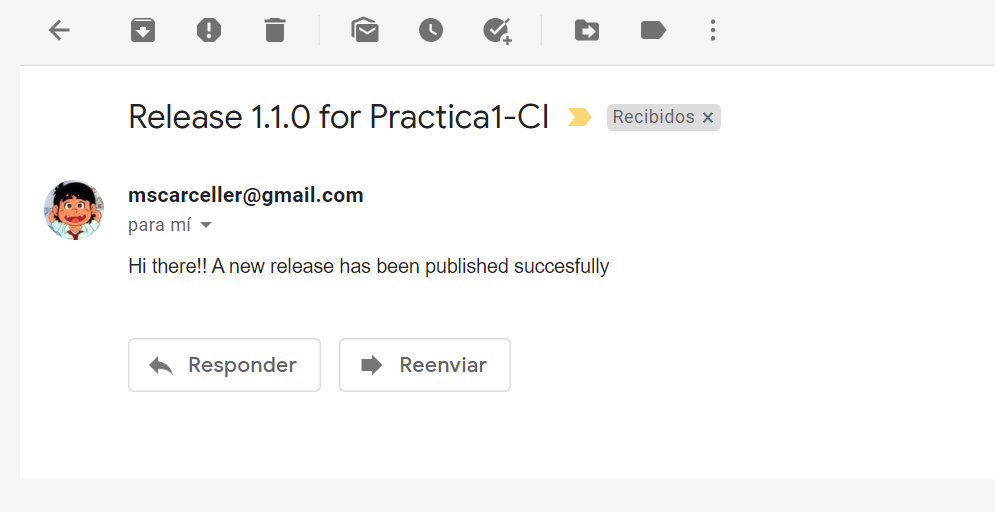 Release 1.1.0 for Practica1-CI Recibidos ×
mscarceller@gmail.com
para mí
Hi there!! A new release has been published succesfully
Responder Reenviar